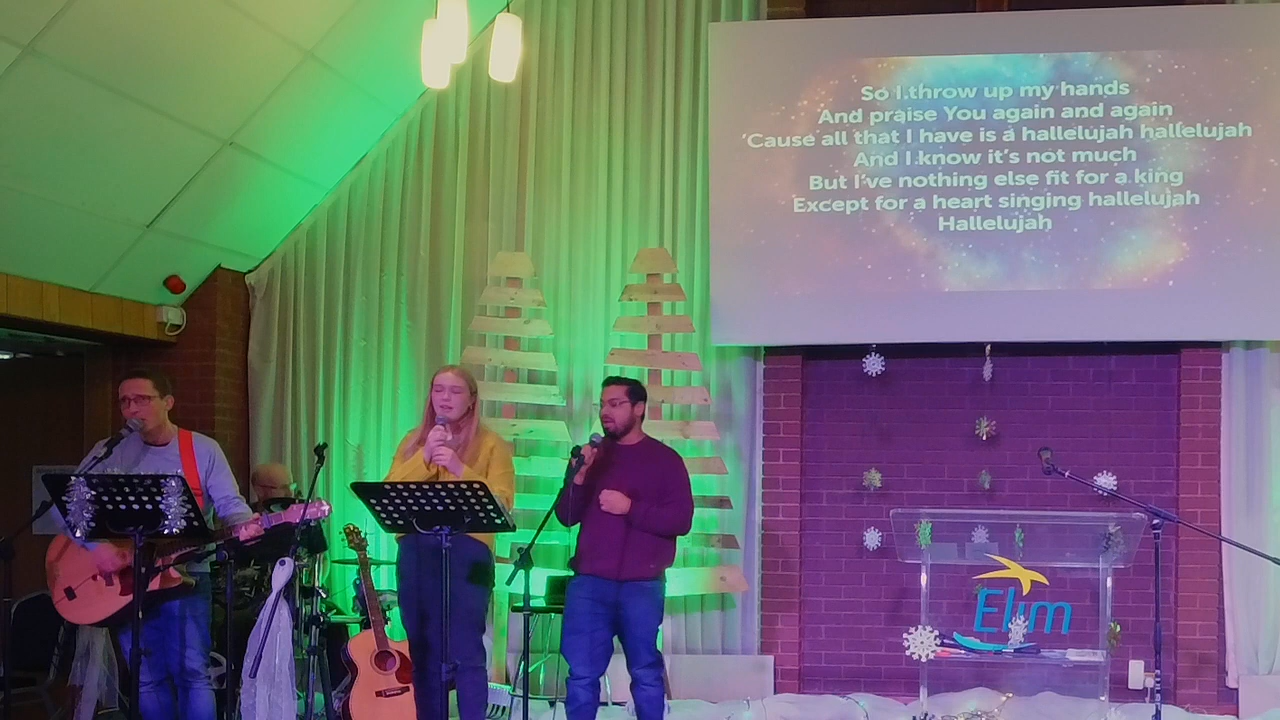 So I throw up my hands
And praise You again and again
'Cause all that I have is a hallelujah hallelujah
And I know it's not much
But I've nothing else fit for a king
Except for a heart singing hallelujah
Hallelujah
Elim